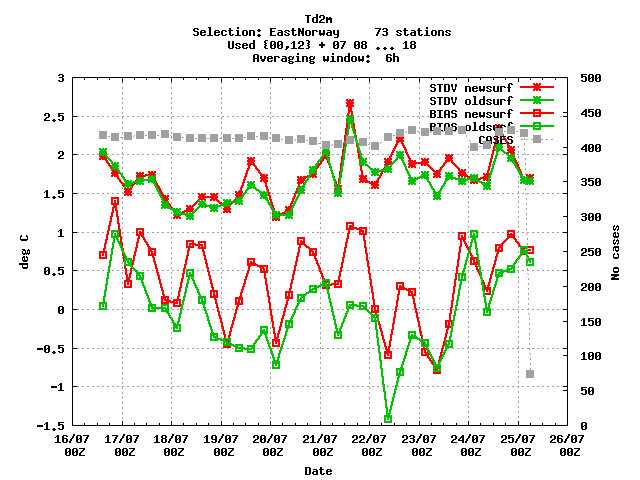 Td2m
Selection: EastNorway 73 stations
Used {00,12} + 07 08 ... 18
Averaging window: 6h
STDV newsurf
STDV oldsurf
BIAS newsurf
BIAS oldsurf
CASES
3
2.5
2
1.5
1
0.5
0
-0.5
-1
-1.5
deg C
500
450
400
350
300
250
200
150
100
50
0
No cases
16/07 17/07 18/07 19/07 20/07 21/07 22/07 23/07 24/07 25/07 26/07
00Z 00Z 00Z 00Z 00Z 00Z 00Z 00Z 00Z 00Z 00Z
Date